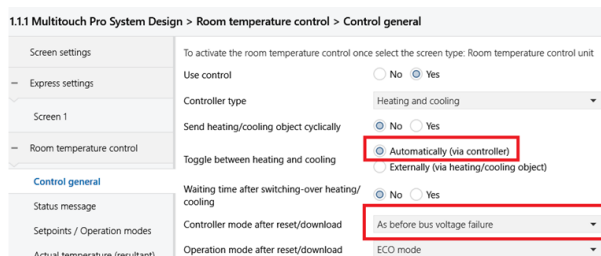 1.1.1 Multitouch Pro System Design > Room temperature control > Control general
Screen settings
To activate the room temperature control once select the screen type: Room temperature control unit
Use control
No Yes
− Express settings
Controller type
Heating and cooling
Screen 1
Send heating/cooling object cyclically
No Yes
− Room temperature control
Toggle between heating and cooling
Automatically (via controller)
Externally (via heating/cooling object)
Control general
Waiting time after switching-over heating/
cooling
No Yes
Status message
Controller mode after reset/download
As before bus voltage failure
Setpoints / Operation modes
Operation mode after reset/download
ECO mode
Actual temperature (resultant)